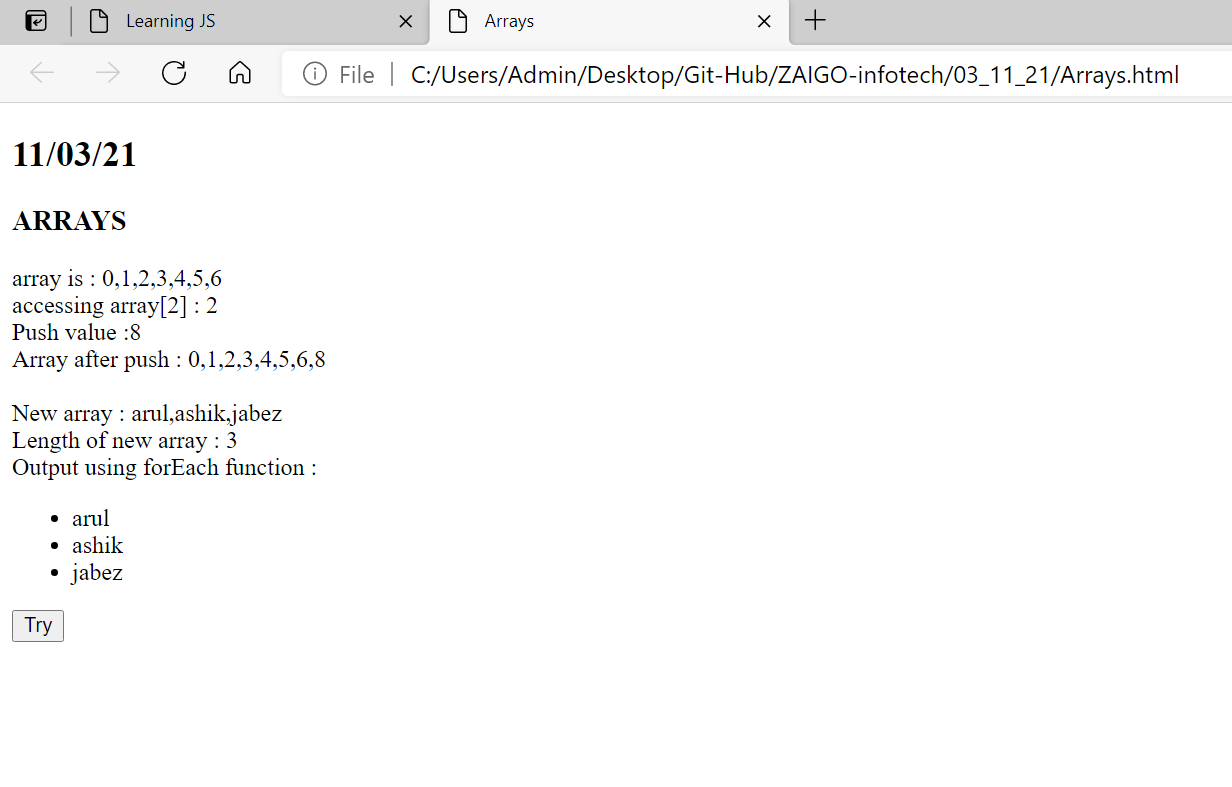 Learning JS
Arrays
File | C:/Users/Admin/Desktop/Git-Hub/ZAIGO-infotech/03_11_21/Arrays.html
11/03/21
ARRAYS
array is : 0,1,2,3,4,5,6
accessing array[2] : 2
Push value :8
Array after push : 0,1,2,3,4,5,6,8
New array : arul,ashik,jabez
Length of new array : 3
Output using forEach function :
• arul
• ashik
• jabez
Try